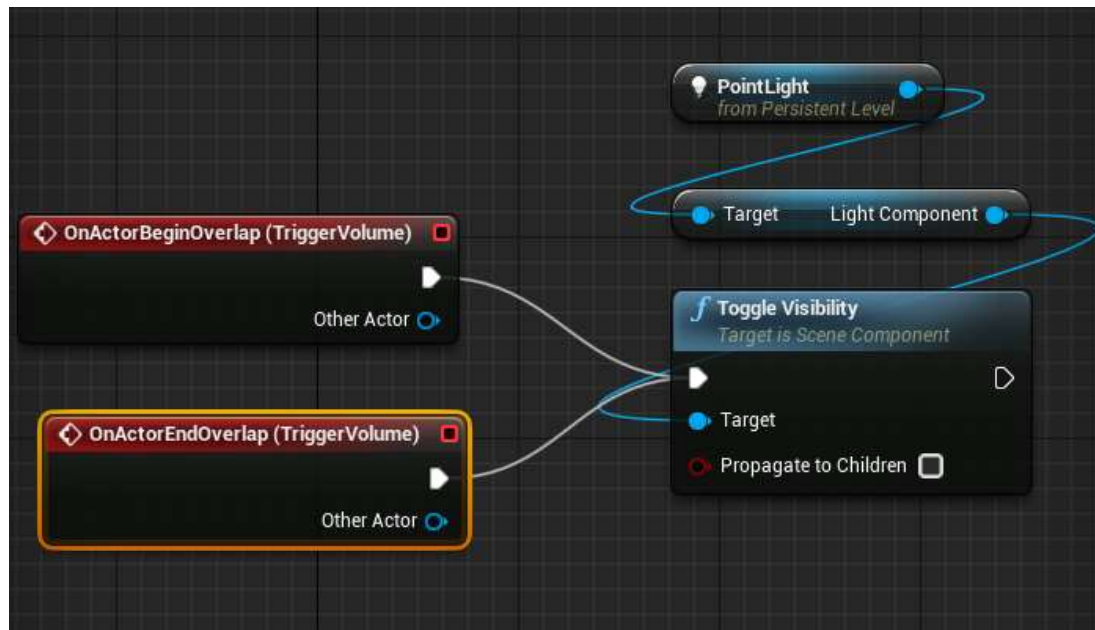 PointLight
from Persistent Level
Target Light Component
OnActorBeginOverlap (TriggerVolume)
Other Actor
f Toggle Visibility
Target is Scene Component
Target
Propagate to Children
OnActorEndOverlap (TriggerVolume)
Other Actor